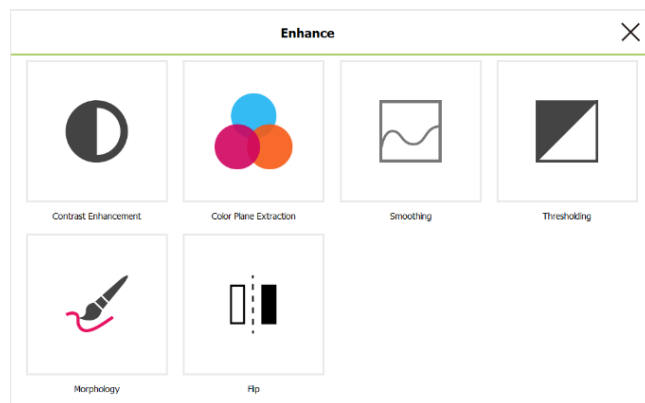 Enhance
Contrast Enhancement
Color Plane Extraction
Smoothing
Thresholding
Morphology
Flip